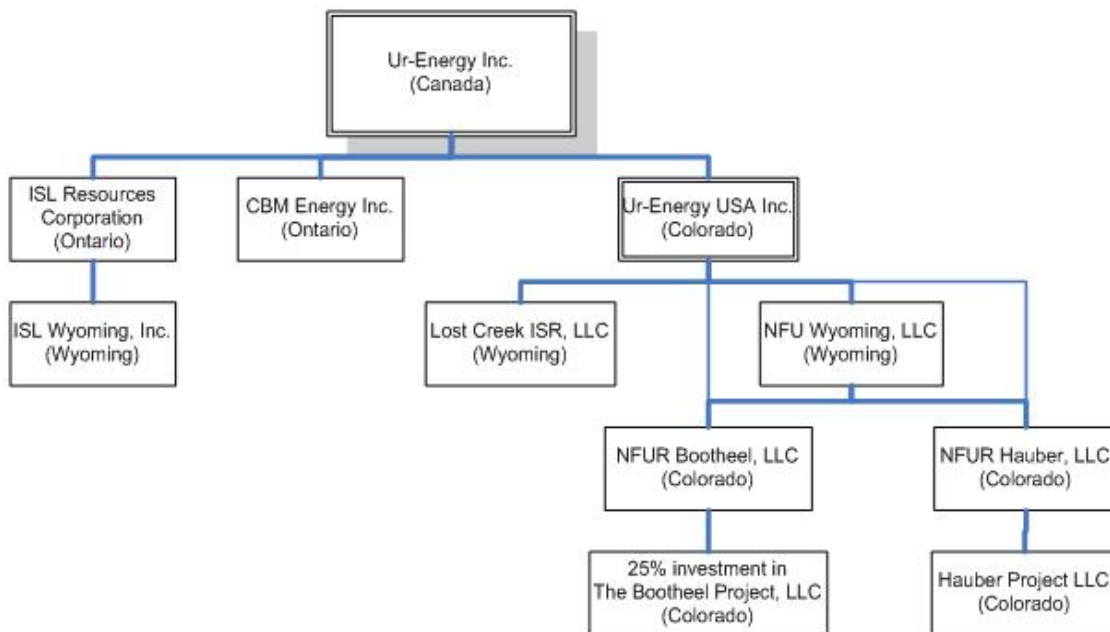 Ur-Energy Inc.
(Canada)
ISL Resources
Corporation
(Ontario)
CBM Energy Inc.
(Ontario)
Ur-Energy USA Inc.
(Colorado)
ISL Wyoming, Inc.
(Wyoming)
Lost Creek ISR, LLC
(Wyoming)
NFU Wyoming, LLC
(Wyoming)
NFUR Bootheel, LLC
(Colorado)
NFUR Hauber, LLC
(Colorado)
25% investment in
The Bootheel Project, LLC
(Colorado)
Hauber Project LLC
(Colorado)